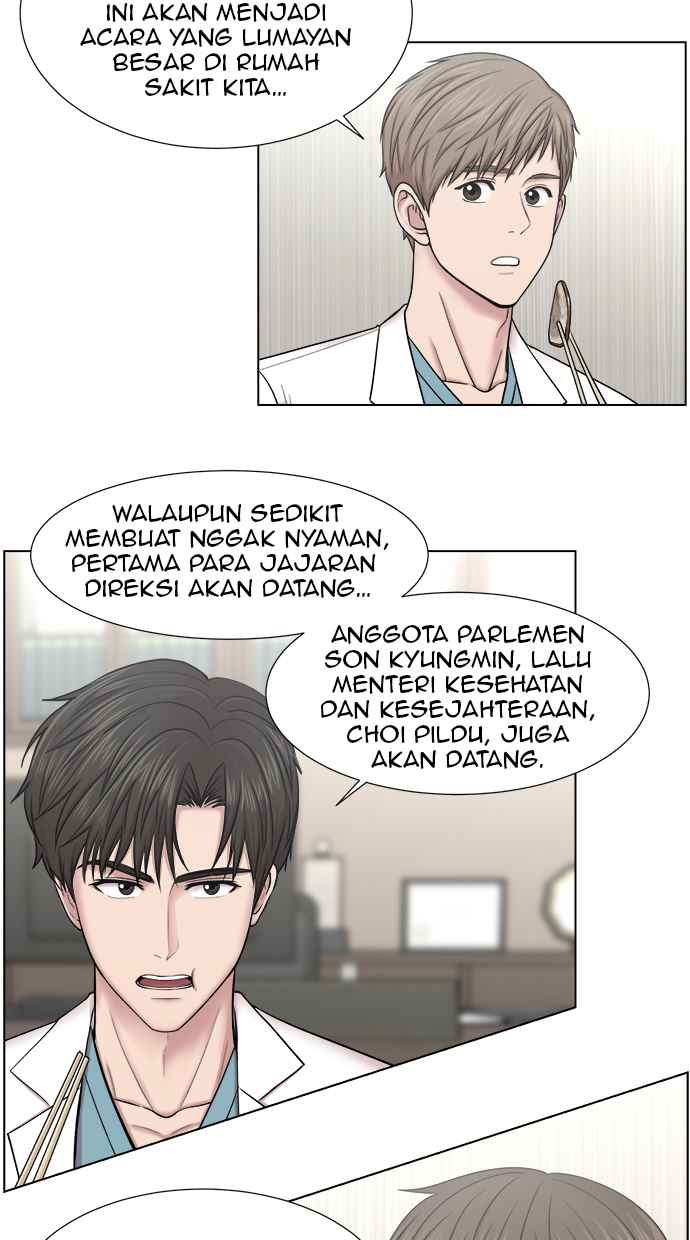 INI AKAN MENJADI
ACARA YANG LUMAYAN
BESAR DI RUMAH
SAKIT KITA...
WALAUPUN SEDIKIT
MEMBUAT NGGAK NYAMAN,
PERTAMA PARA JAJARAN
DIREKSI AKAN DATANG...
ANGGOTA PARLEMEN
SON KYUNGMIN, LALU
MENTERI KESEHATAN
DAN KESEJAHTERAAN,
CHOI PILDU, JUGA
AKAN DATANG.